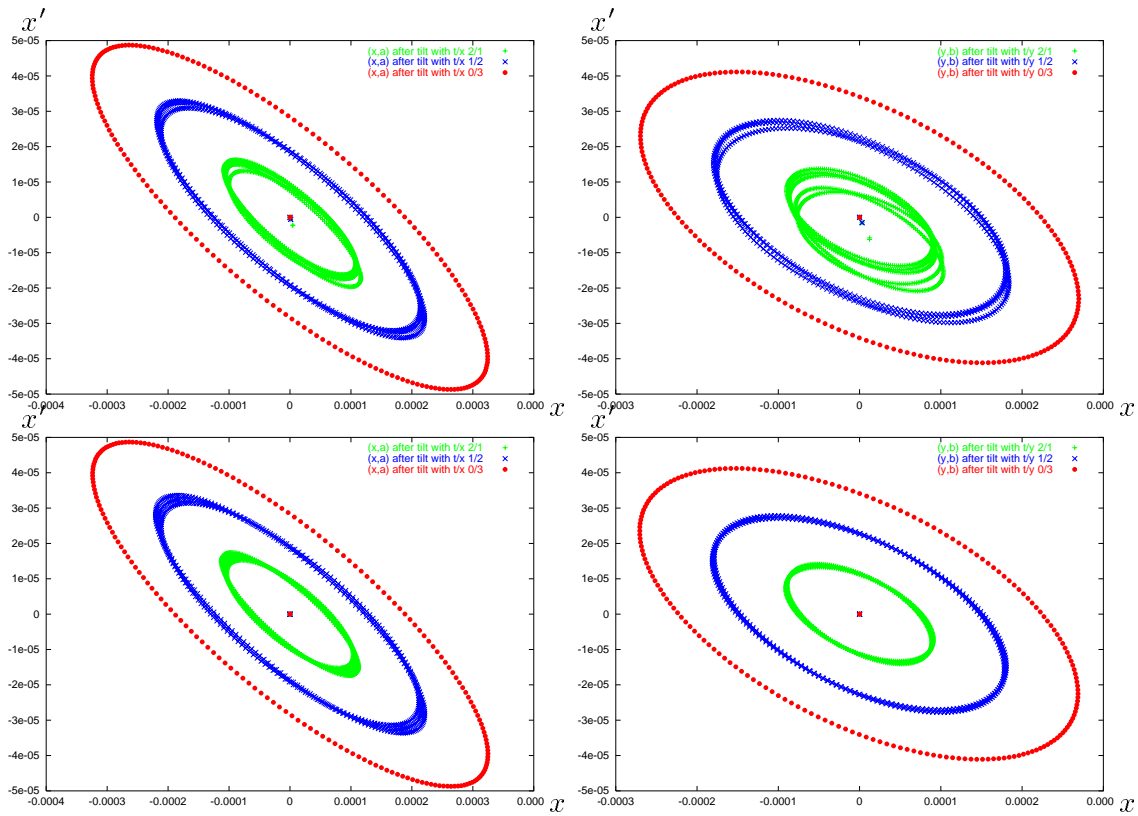 x′
5e-05
4e-05
3e-05
2e-05
1e-05
0
-1e-05
-2e-05
-3e-05
-4e-05
5e-05
(x,a) after tilt with t/x 2/1
(x,a) after tilt with t/x 1/2
(x,a) after tilt with t/x 0/3
-0.0004 -0.0003 -0.0002 -0.0001 0 0.0001 0.0002 0.0003 0.000
x
x′
5e-05
4e-05
3e-05
2e-05
1e-05
0
-1e-05
-2e-05
-3e-05
-4e-05
5e-05
(y,b) after tilt with t/y 2/1
(y,b) after tilt with t/y 1/2
(y,b) after tilt with t/y 0/3
-0.0003 -0.0002 -0.0001 0 0.0001 0.0002 0.000
x
x′
5e-05
4e-05
3e-05
2e-05
1e-05
0
-1e-05
-2e-05
-3e-05
-4e-05
-5e-05
(x,a) after tilt with t/x 2/1
(x,a) after tilt with t/x 1/2
(x,a) after tilt with t/x 0/3
-0.0004 -0.0003 -0.0002 -0.0001 0 0.0001 0.0002 0.0003 0.000
x
x′
5e-05
4e-05
3e-05
2e-05
1e-05
0
-1e-05
-2e-05
-3e-05
-4e-05
-5e-05
(y,b) after tilt with t/y 2/1
(y,b) after tilt with t/y 1/2
(y,b) after tilt with t/y 0/3
-0.0003 -0.0002 -0.0001 0 0.0001 0.0002 0.000
x